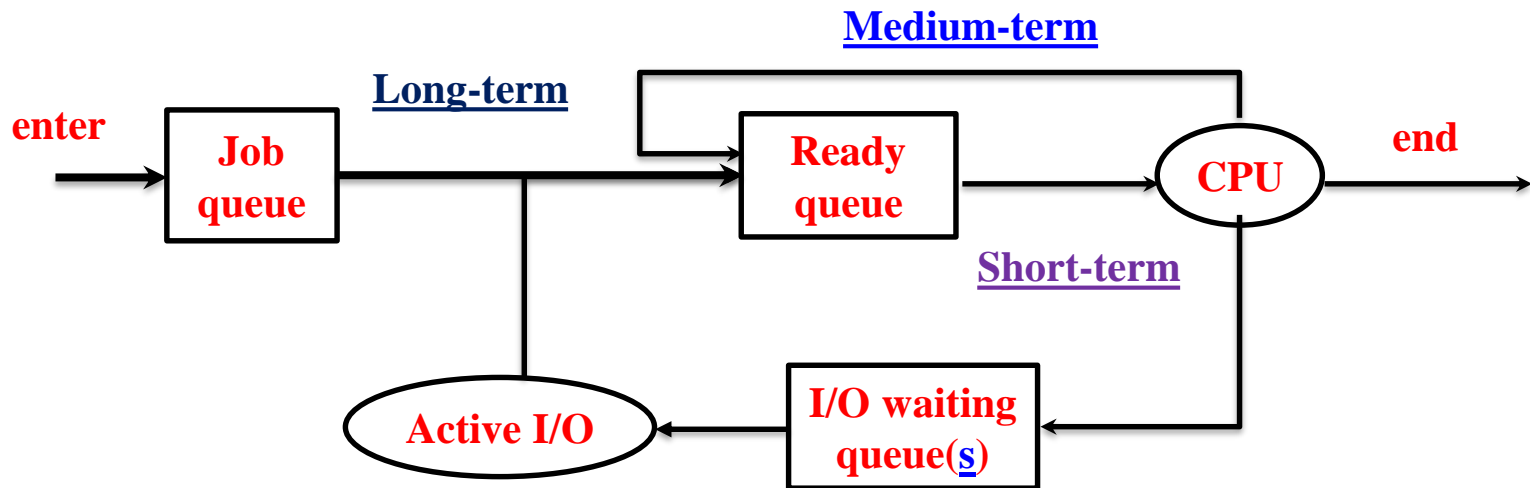 Medium-term
Long-term
enter
Job
queue
Ready
queue
CPU
end
Short-term
Active I/O
I/O waiting
queue(s)